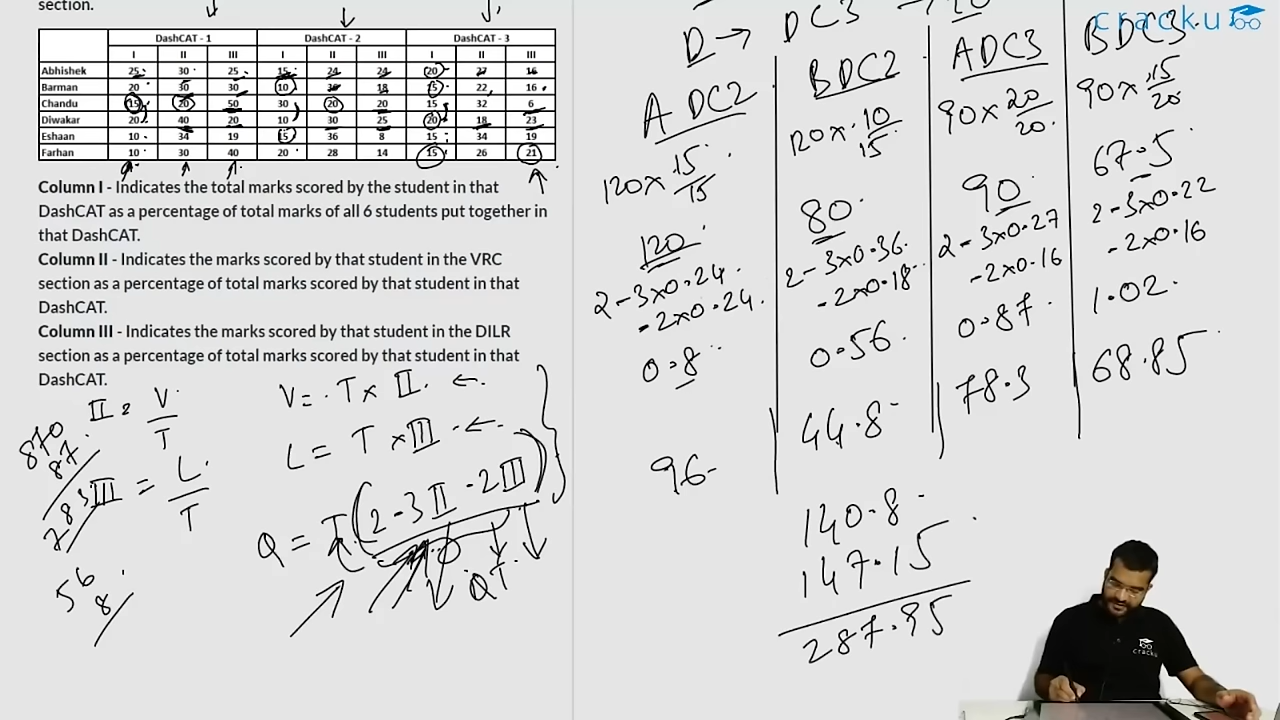 section.
DashCAT - 1 DashCAT - 2 DashCAT - 3
I II III I II III I II III
Abhishek 25 30 25 15 24 24 20 27 16
Barman 20 30 30 10 18 15 22 16
Chandu 15 20 50 30 20 20 15 32 6
Diwakar 20 40 20 10 30 25 20 18 23
Eshaan 10 34 19 15 36 8 15 34 19
Farhan 10 30 40 20 28 14 15 26 21
Column I - Indicates the total marks scored by the student in that
DashCAT as a percentage of total marks of all 6 students put together in
that DashCAT.
Column II - Indicates the marks scored by that student in the VRC
section as a percentage of total marks scored by that student in that
DashCAT.
Column III - Indicates the marks scored by that student in the DILR
section as a percentage of total marks scored by that student in that
DashCAT.
II = V/T
III = L/T
870
87
283
56
8
V = T × II
L = T × III
Q = T(2-3II-2III)
QT
D → DC3 →
A DC2
120×15/15
120
2-3×0.24
-2×0.24
0.8
96
BDC2
120×10/15
80
2-3×0.36
-2×0.18
0.56
44.8
ADC3
90×20/20
90
2-3×0.27
-2×0.16
0.87
78.3
BDC3
90×15/20
67.5
2-3×0.22
-2×0.16
1.02
68.85
140.8
147.15
287.95
cracku
cracku